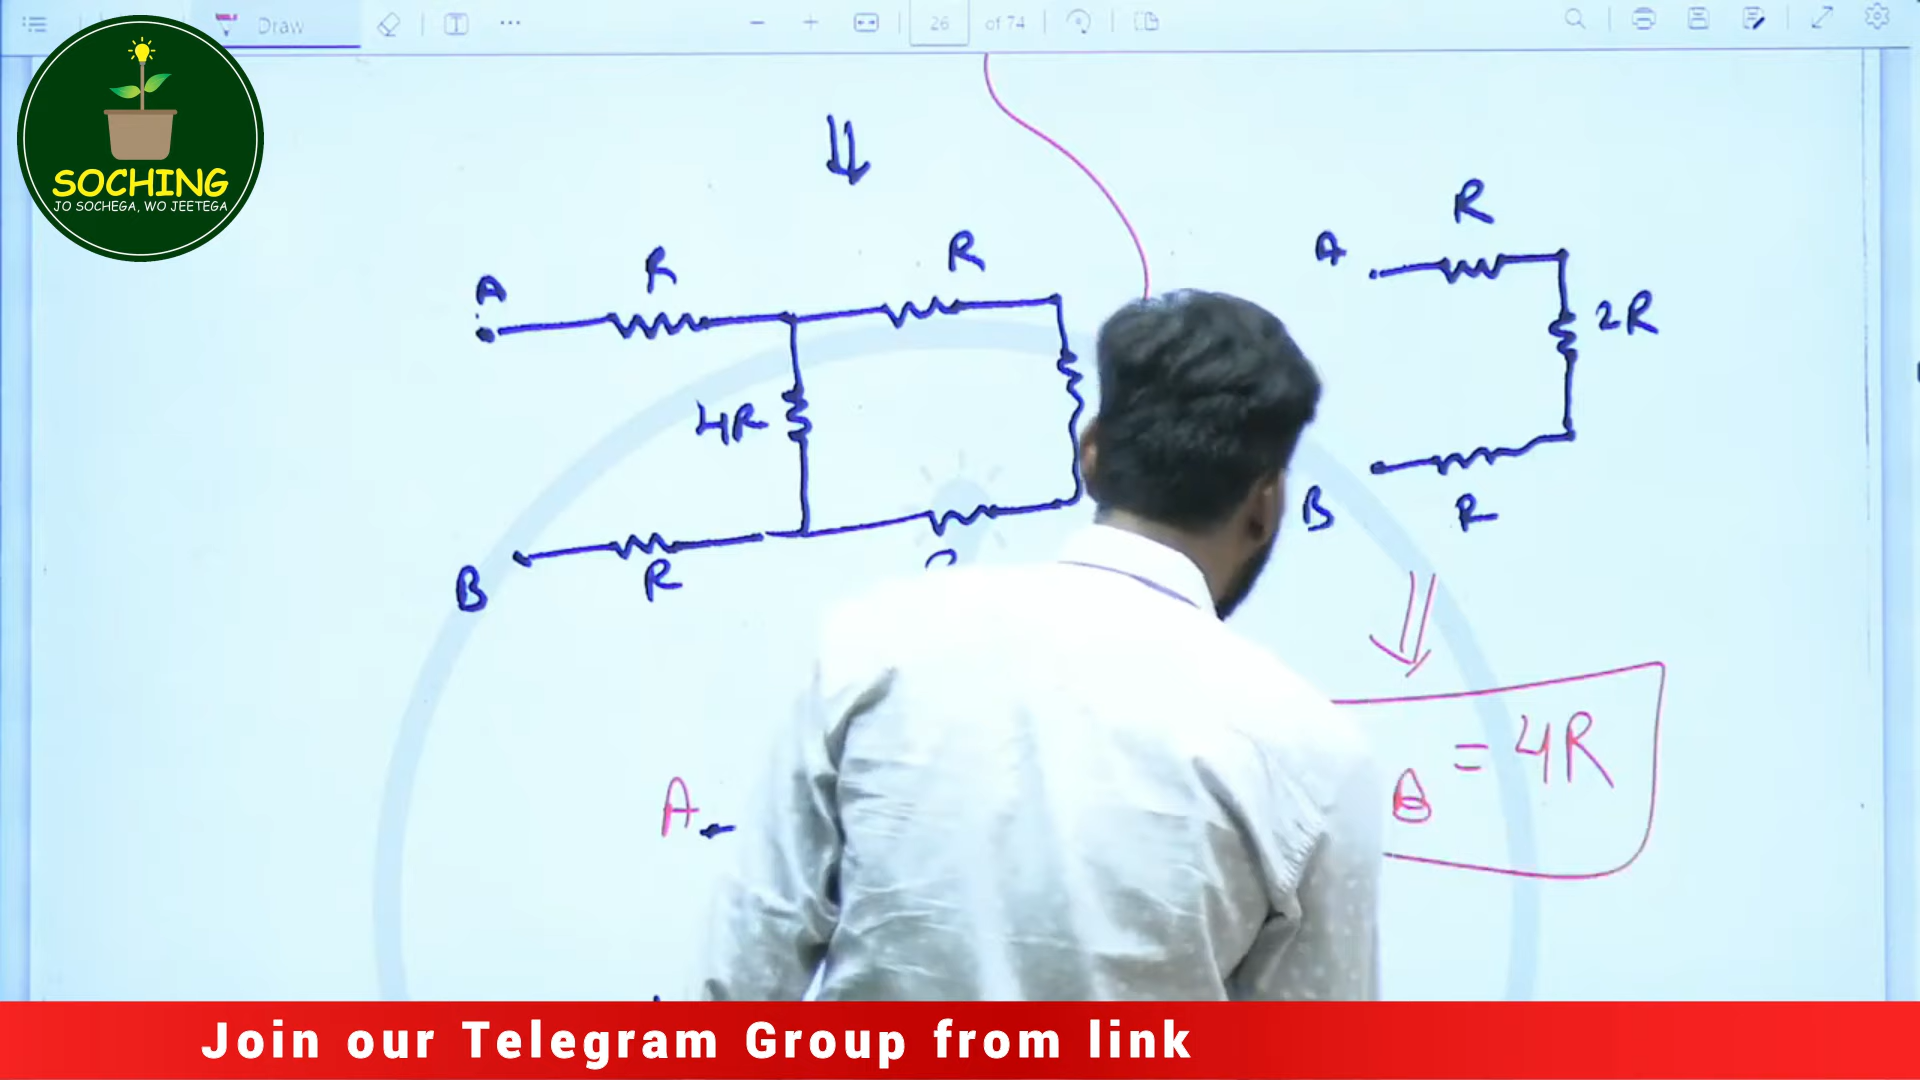 Draw
26 of 74
SOCHING
JO SOCHEGA, WO JEETEGA
A R R
4R
B R
A R
2R
B R
A
B = 4R
Join our Telegram Group from link